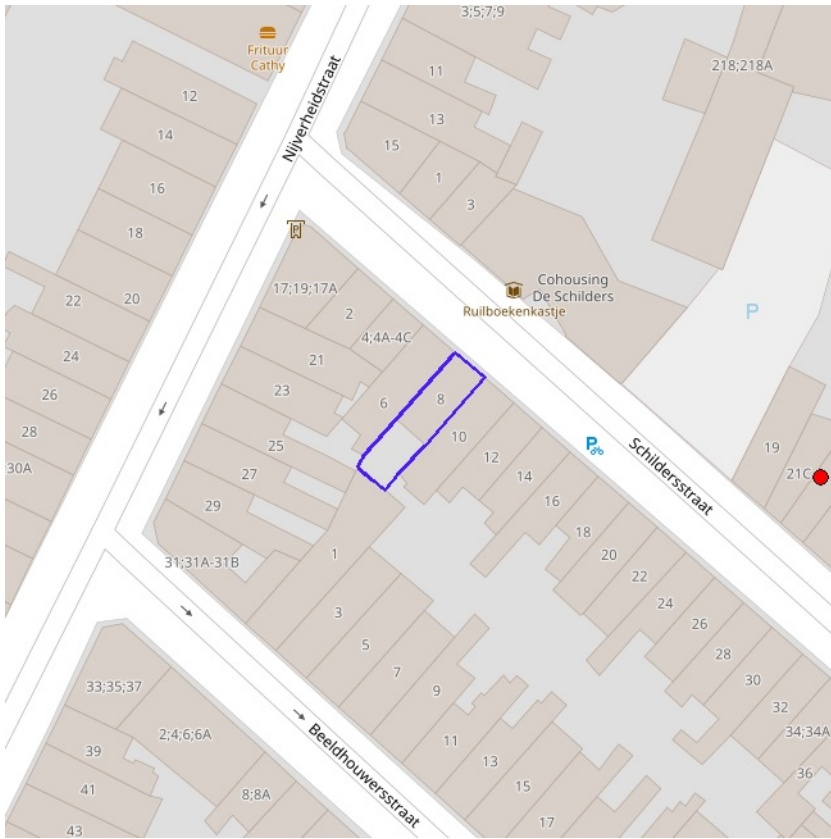 3;5;7;9
Frituur
Cathy
218;218A
11
12
Nijverheidstraat
13
14
15
1
16
3
18
P
Cohousing
De Schilders
17;19;17A
22
20
2
Ruilboekenkastje
P
4;4A-4C
24
21
26
23
6
8
28
25
10
P
19
30A
27
12
14
Schildersstraat
21C
29
16
18
31;31A-31B
1
20
22
3
24
5
26
7
28
33;35;37
9
30
2;4;6;6A
32
39
11
34;34A
Beeldhouwersstraat
13
36
41
8;8A
15
43
17